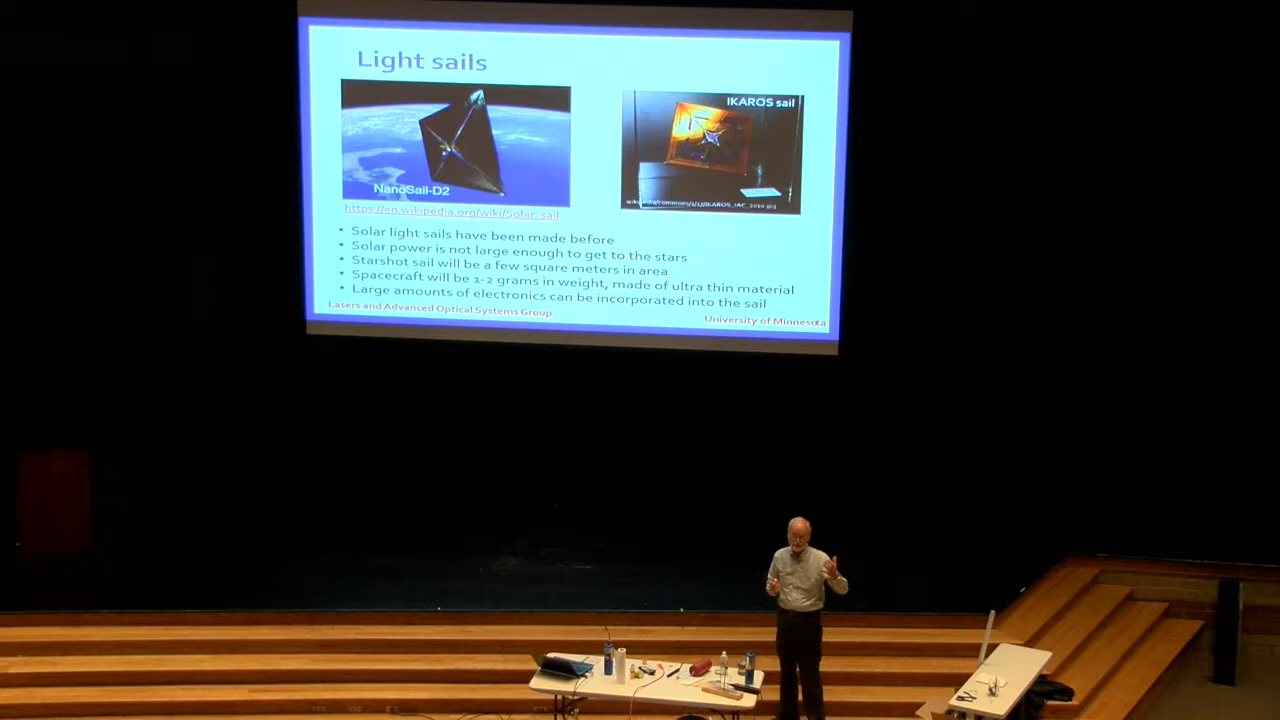 Light sails
IKAROS sail
NanoSail-D2
https://en.wikipedia.org/wiki/Solar_sail
• Solar light sails have been made before
• Solar power is not large enough to get to the stars
• Starshot sail will be a few square meters in area
• Spacecraft will be 1-2 grams in weight, made of ultra thin material
• Large amounts of electronics can be incorporated into the sail
Lasers and Advanced Optical Systems Group
University of Minnesota